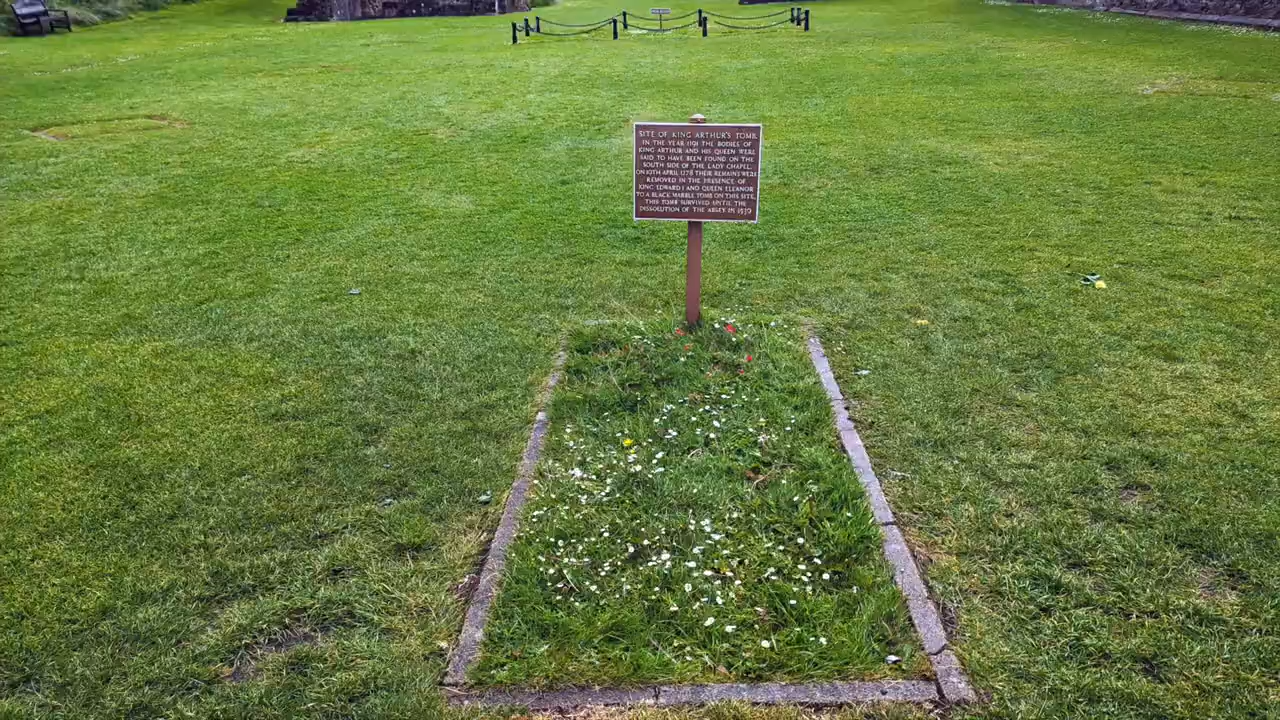 SITE OF KING ARTHUR'S TOMB
IN THE YEAR 1191 THE BODIES OF
KING ARTHUR AND HIS QUEEN WERE
SAID TO HAVE BEEN FOUND ON THE
SOUTH SIDE OF THE LADY CHAPEL.
ON 19TH APRIL 1278 THEIR REMAINS WERE
REMOVED IN THE PRESENCE OF
KING EDWARD I AND QUEEN ELEANOR
TO A BLACK MARBLE TOMB ON THIS SITE.
THIS TOMB SURVIVED UNTIL THE
DISSOLUTION OF THE ABBEY IN 1539